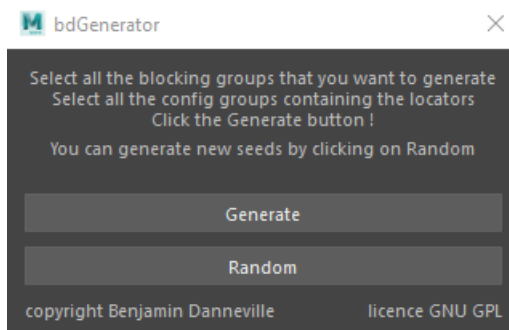 bdGenerator
Select all the blocking groups that you want to generate
Select all the config groups containing the locators
Click the Generate button !
You can generate new seeds by clicking on Random
Generate
Random
copyright Benjamin Danneville licence GNU GPL